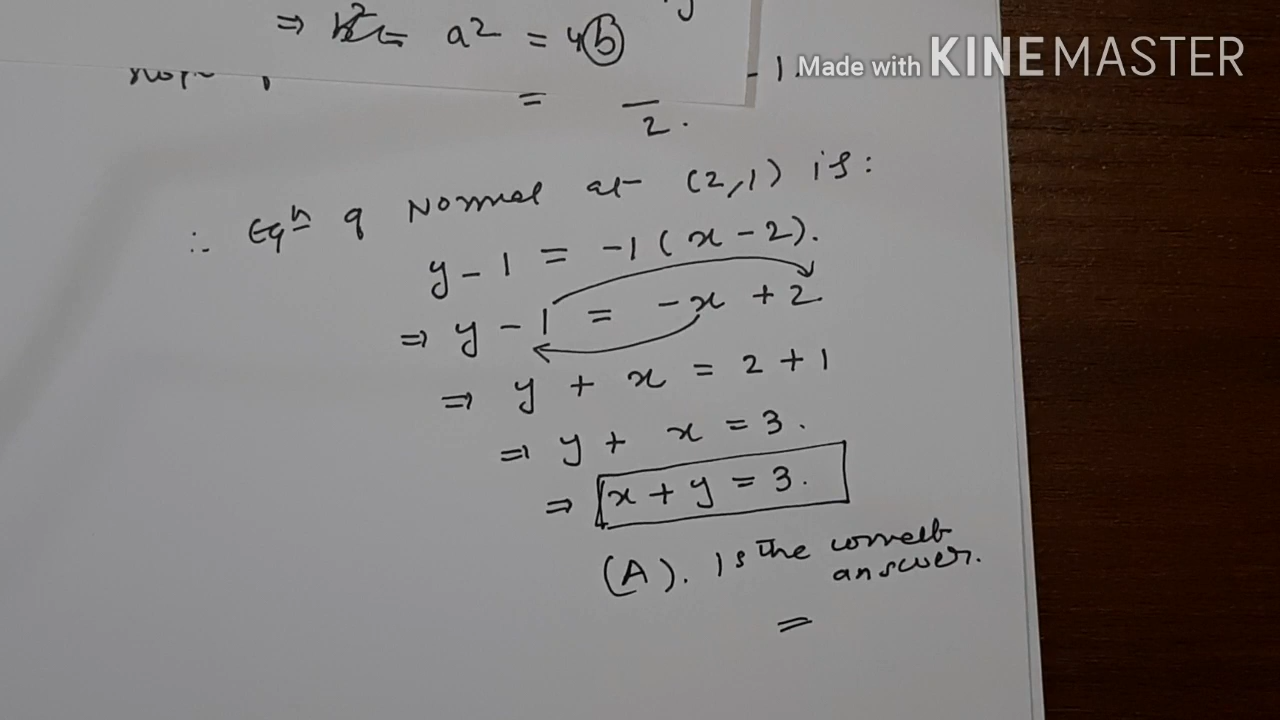 ⇒ a² = 4b
- 1.
Made with KINEMASTER
=
2.
∴ Eqⁿ of Normal at (2,1) is:
y - 1 = -1 (x - 2).
⇒ y - 1 = -x + 2.
⇒ y + x = 2 + 1
⇒ y + x = 3.
⇒ x + y = 3.
(A). Is the correct
answer.
=